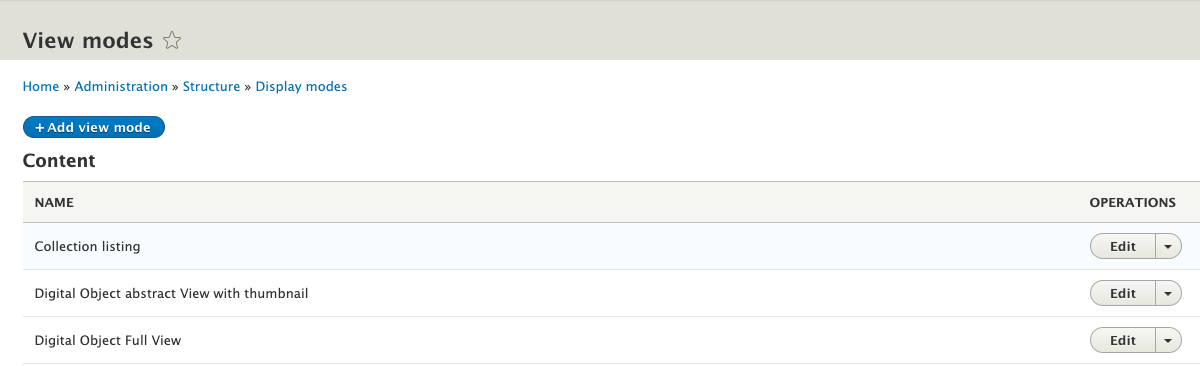 View modes
Home » Administration » Structure » Display modes
+ Add view mode
Content
NAME OPERATIONS
Collection listing Edit
Digital Object abstract View with thumbnail Edit
Digital Object Full View Edit